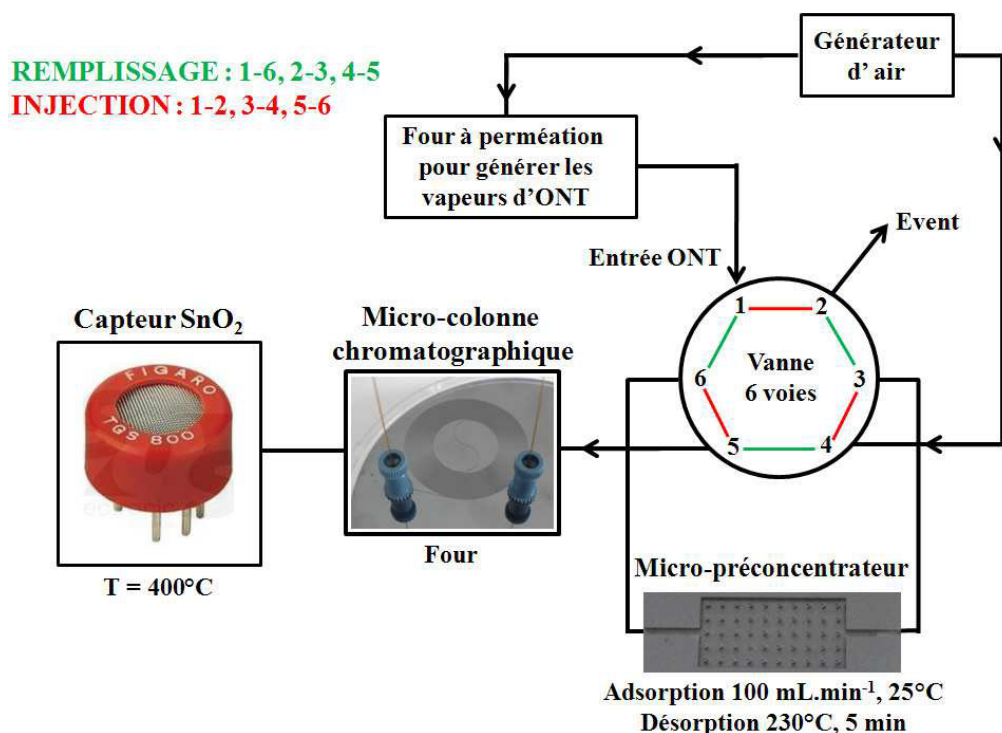 REMPLISSAGE : 1-6, 2-3, 4-5
INJECTION : 1-2, 3-4, 5-6
Générateur
d' air
Four à perméation
pour générer les
vapeurs d'ONT
Event
Entrée ONT
1
2
3
4
5
6
Vanne
6 voies
Capteur SnO₂
FIGARO
TGS 800
T = 400°C
Micro-colonne
chromatographique
Four
Micro-préconcentrateur
Adsorption 100 mL.min⁻¹, 25°C
Désorption 230°C, 5 min